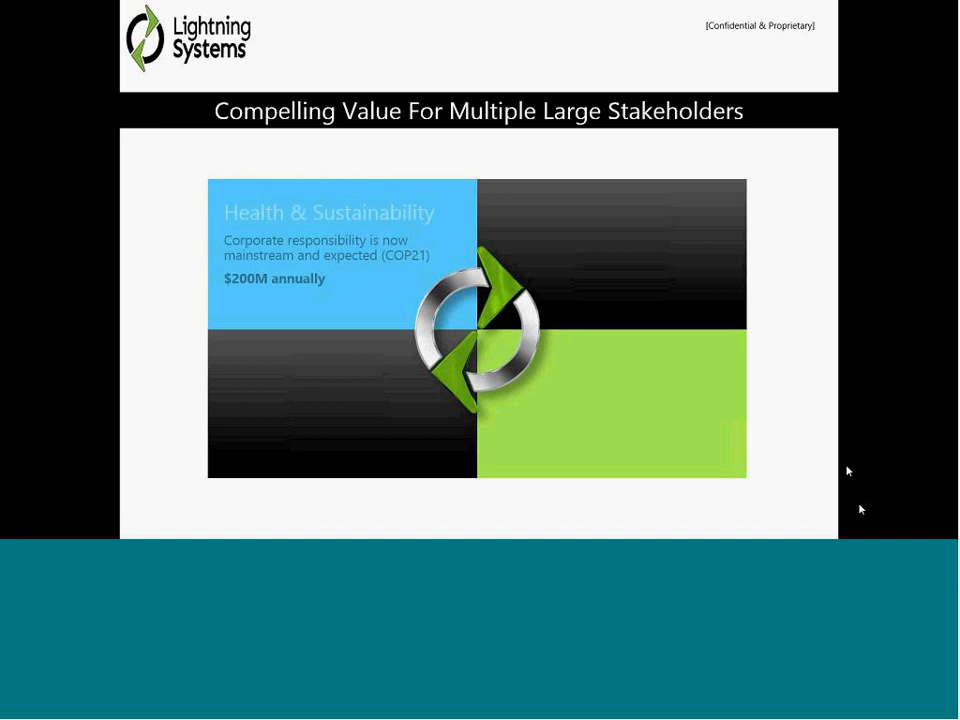 Lightning
Systems
[Confidential & Proprietary]
Compelling Value For Multiple Large Stakeholders
Health & Sustainability
Corporate responsibility is now
mainstream and expected (COP21)
$200M annually